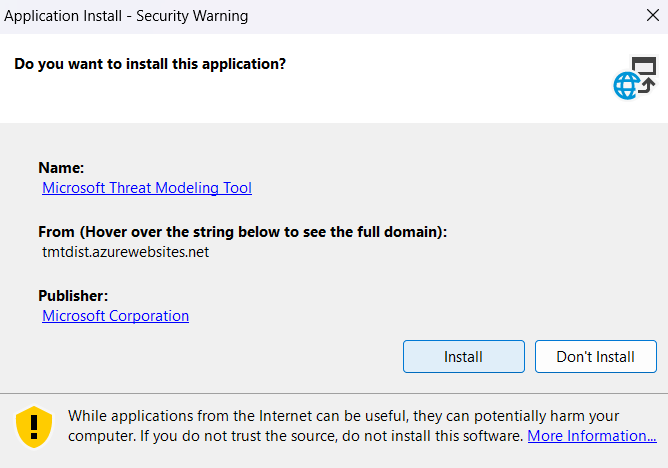 Application Install - Security Warning
Do you want to install this application?
Name:
Microsoft Threat Modeling Tool
From (Hover over the string below to see the full domain):
tmtdist.azurewebsites.net
Publisher:
Microsoft Corporation
Install
Don't Install
While applications from the Internet can be useful, they can potentially harm your
computer. If you do not trust the source, do not install this software. More Information...